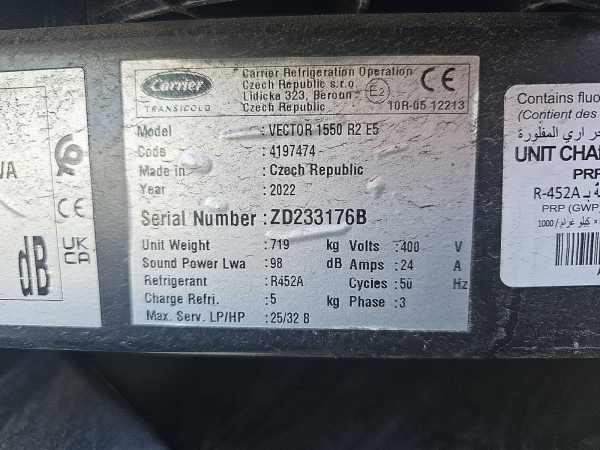 WA
CE
UK
CA
dB
Carrier
TRANSICOLD
Carrier Refrigeration Operation
Czech Republic s.r.o.
Lidicka 323, Beroun
Czech Republic
E2
CE
10R-05 12213
Model : VECTOR 1550 R2 E5
Code : 4197474
Made in : Czech Republic
Year : 2022
Serial Number : ZD233176B
Unit Weight : 719 kg Volts : 400 V
Sound Power Lwa : 98 dB Amps : 24 A
Refrigerant : R452A Cycles : 50 Hz
Charge Refri. : 5 kg Phase : 3
Max. Serv. LP/HP : 25/32 B
Contains fluo
(Contient des
UNIT CHA
PRP
R-452A
PRP (GWP